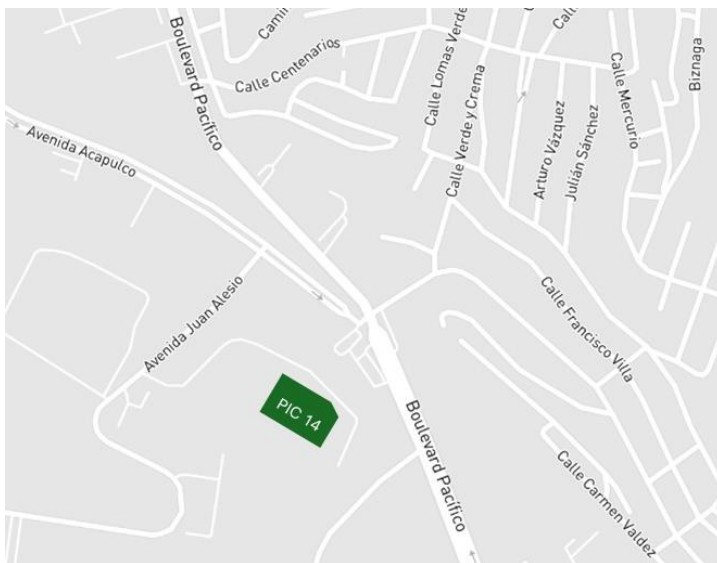 Boulevard Pacífico
Calle Centenarios
Calle Lomas Verde
Calle Verde y Crema
Arturo Vázquez
Julián Sánchez
Calle Mercurio
Biznaga
Avenida Acapulco
Avenida Juan Alesio
Calle Francisco Villa
PIC 14
Boulevard Pacífico
Calle Carmen Valdez